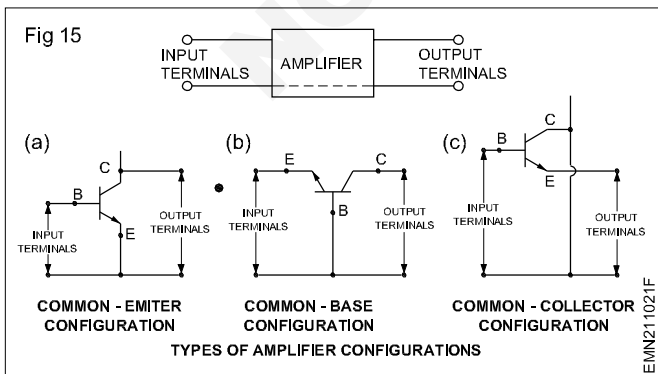 Fig 15
INPUT
TERMINALS
AMPLIFIER
OUTPUT
TERMINALS
(a)
C
B
E
INPUT
TERMINALS
OUTPUT
TERMINALS
COMMON - EMITER
CONFIGURATION
(b)
E
C
B
INPUT
TERMINALS
OUTPUT
TERMINALS
COMMON - BASE
CONFIGURATION
(c)
C
B
E
INPUT
TERMINALS
OUTPUT
TERMINALS
COMMON - COLLECTOR
CONFIGURATION
TYPES OF AMPLIFIER CONFIGURATIONS
EMN211021F